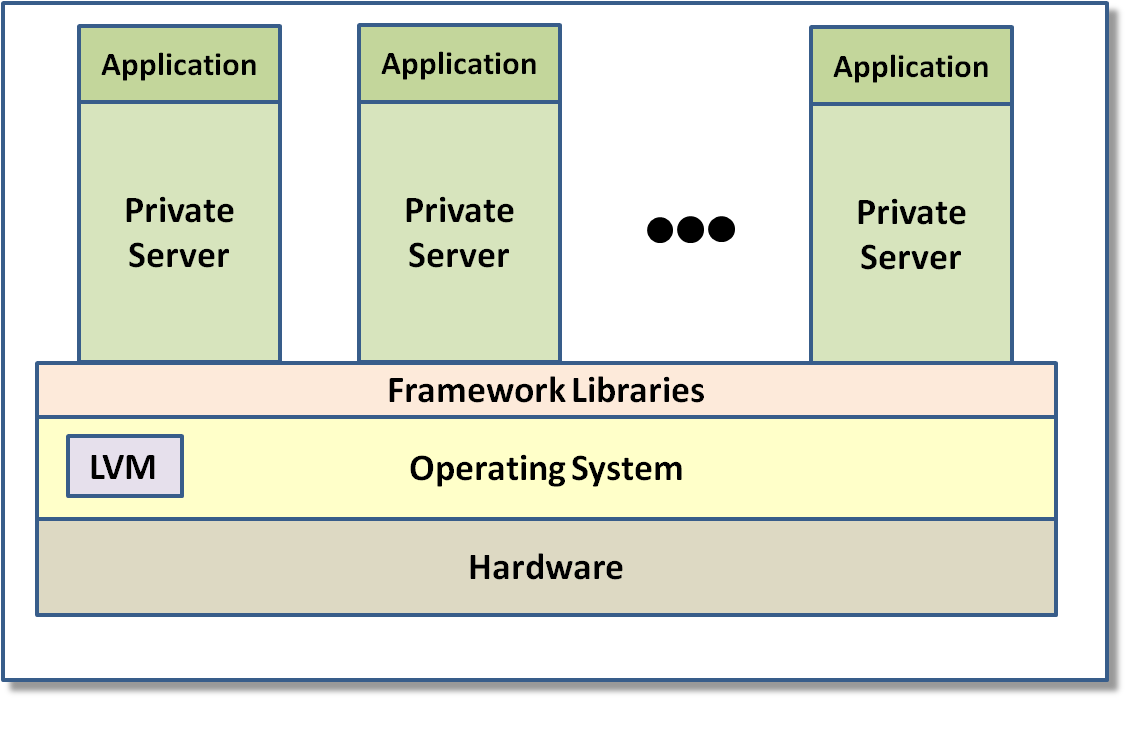 Application
Application
Application
Private
Server
Private
Server
Private
Server
Framework Libraries
LVM
Operating System
Hardware